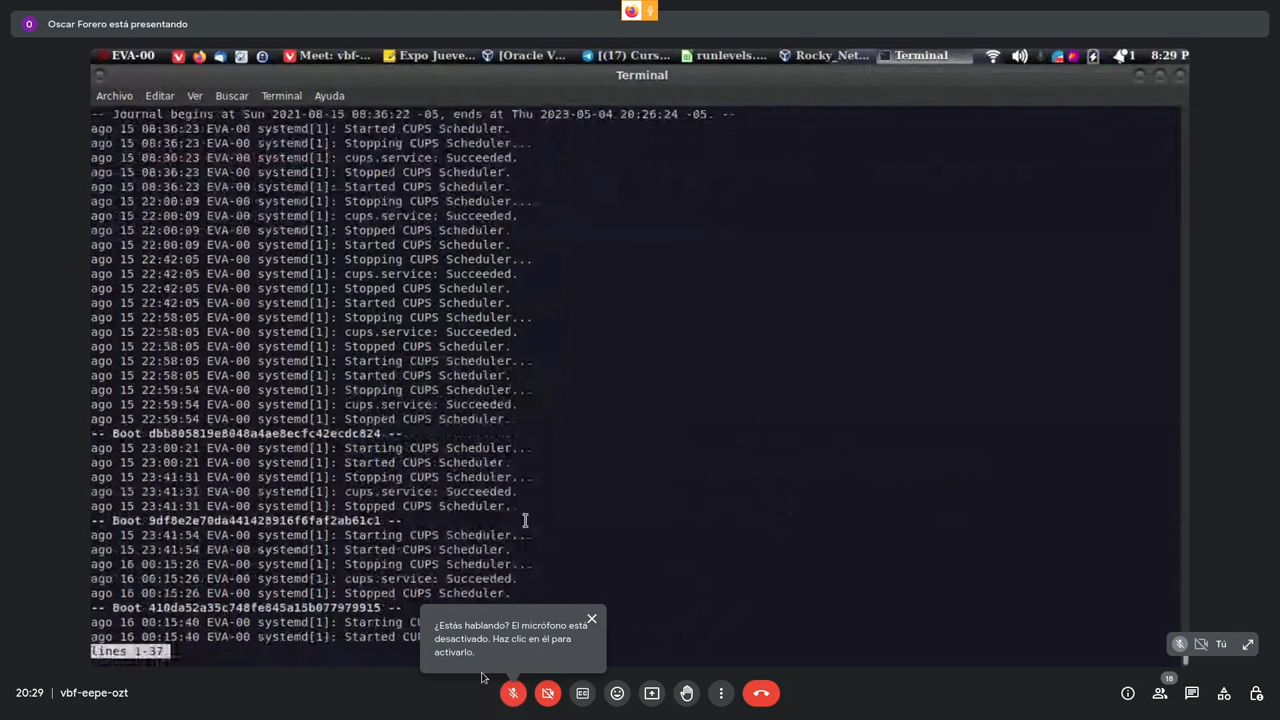 O Oscar Forero está presentando
EVA-00 Meet: vbf-... Expo Jueve... [Oracle V... [(17) Curs... runlevels.... Rocky_Net... Terminal 1 8:29 P
Terminal
Archivo Editar Ver Buscar Terminal Ayuda
-- Journal begins at Sun 2021-08-15 08:36:22 -05, ends at Thu 2023-05-04 20:26:24 -05. --
ago 15 08:36:23 EVA-00 systemd[1]: Started CUPS Scheduler.
ago 15 08:36:23 EVA-00 systemd[1]: Stopping CUPS Scheduler...
ago 15 08:36:23 EVA-00 systemd[1]: cups.service: Succeeded.
ago 15 08:36:23 EVA-00 systemd[1]: Stopped CUPS Scheduler.
ago 15 08:36:23 EVA-00 systemd[1]: Started CUPS Scheduler.
ago 15 22:00:09 EVA-00 systemd[1]: Stopping CUPS Scheduler...
ago 15 22:00:09 EVA-00 systemd[1]: cups.service: Succeeded.
ago 15 22:00:09 EVA-00 systemd[1]: Stopped CUPS Scheduler.
ago 15 22:00:09 EVA-00 systemd[1]: Started CUPS Scheduler.
ago 15 22:42:05 EVA-00 systemd[1]: Stopping CUPS Scheduler...
ago 15 22:42:05 EVA-00 systemd[1]: cups.service: Succeeded.
ago 15 22:42:05 EVA-00 systemd[1]: Stopped CUPS Scheduler.
ago 15 22:42:05 EVA-00 systemd[1]: Started CUPS Scheduler.
ago 15 22:58:05 EVA-00 systemd[1]: Stopping CUPS Scheduler...
ago 15 22:58:05 EVA-00 systemd[1]: cups.service: Succeeded.
ago 15 22:58:05 EVA-00 systemd[1]: Stopped CUPS Scheduler.
ago 15 22:58:05 EVA-00 systemd[1]: Starting CUPS Scheduler...
ago 15 22:58:05 EVA-00 systemd[1]: Started CUPS Scheduler.
ago 15 22:59:54 EVA-00 systemd[1]: Stopping CUPS Scheduler...
ago 15 22:59:54 EVA-00 systemd[1]: cups.service: Succeeded.
ago 15 22:59:54 EVA-00 systemd[1]: Stopped CUPS Scheduler.
-- Boot dbb805819e8048a4ae8ecfc42ecdc824 --
ago 15 23:00:21 EVA-00 systemd[1]: Starting CUPS Scheduler...
ago 15 23:00:21 EVA-00 systemd[1]: Started CUPS Scheduler.
ago 15 23:41:31 EVA-00 systemd[1]: Stopping CUPS Scheduler...
ago 15 23:41:31 EVA-00 systemd[1]: cups.service: Succeeded.
ago 15 23:41:31 EVA-00 systemd[1]: Stopped CUPS Scheduler.
-- Boot 9df8e2e70da441428916f6faf2ab61c1 --
ago 15 23:41:54 EVA-00 systemd[1]: Starting CUPS Scheduler...
ago 15 23:41:54 EVA-00 systemd[1]: Started CUPS Scheduler.
ago 16 00:15:26 EVA-00 systemd[1]: Stopping CUPS Scheduler...
ago 16 00:15:26 EVA-00 systemd[1]: cups.service: Succeeded.
ago 16 00:15:26 EVA-00 systemd[1]: Stopped CUPS Scheduler.
-- Boot 410da52a35c748fe845a15b077979915 --
ago 16 00:15:40 EVA-00 systemd[1]: Starting C
ago 16 00:15:40 EVA-00 systemd[1]: Started CU
lines 1-37
¿Estás hablando? El micrófono está
desactivado. Haz clic en él para
activarlo.
Tú
20:29 vbf-eepe-ozt
18